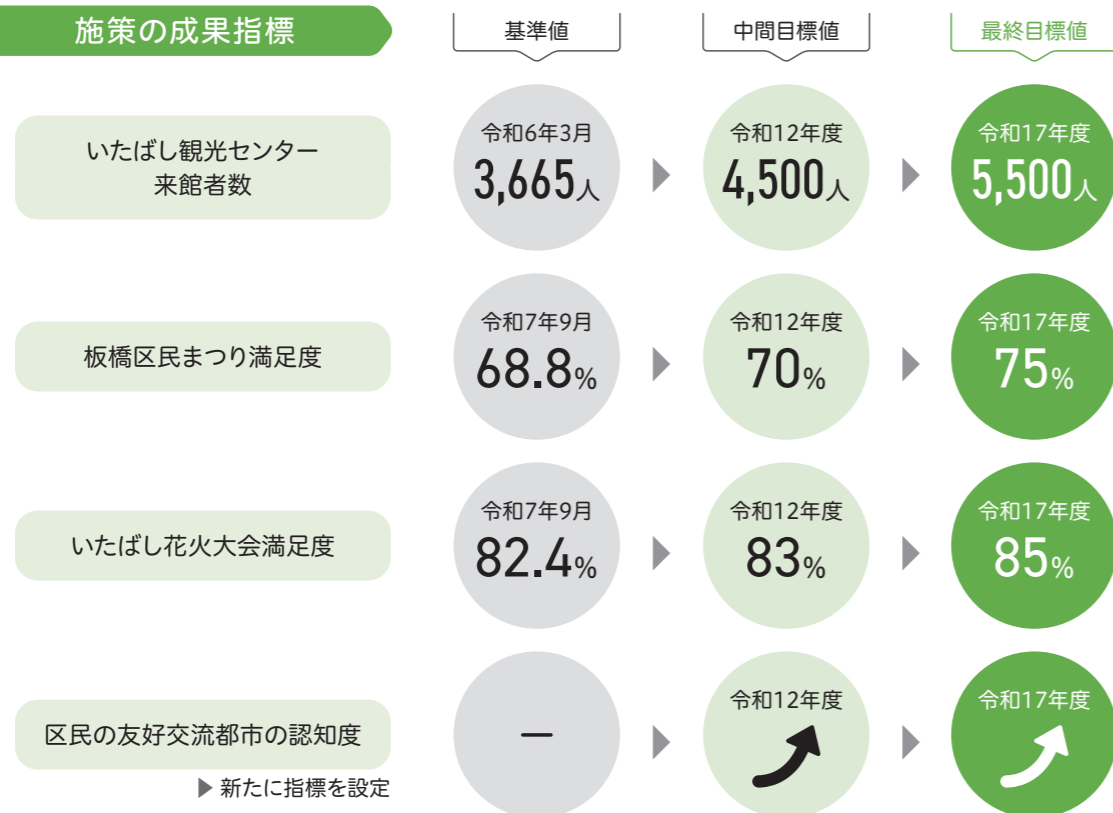 施策の成果指標
基準値
中間目標値
最終目標値
いたばし観光センター
来館者数
令和6年3月
3,665人
令和12年度
4,500人
令和17年度
5,500人
板橋区民まつり満足度
令和7年9月
68.8%
令和12年度
70%
令和17年度
75%
いたばし花火大会満足度
令和7年9月
82.4%
令和12年度
83%
令和17年度
85%
区民の友好交流都市の認知度
▶新たに指標を設定
－
令和12年度
令和17年度